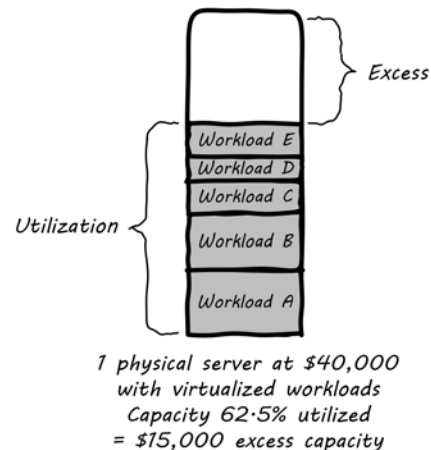 Excess
Workload E
Workload D
Workload C
Utilization
Workload B
Workload A
1 physical server at $40,000
with virtualized workloads
Capacity 62·5% utilized
= $15,000 excess capacity